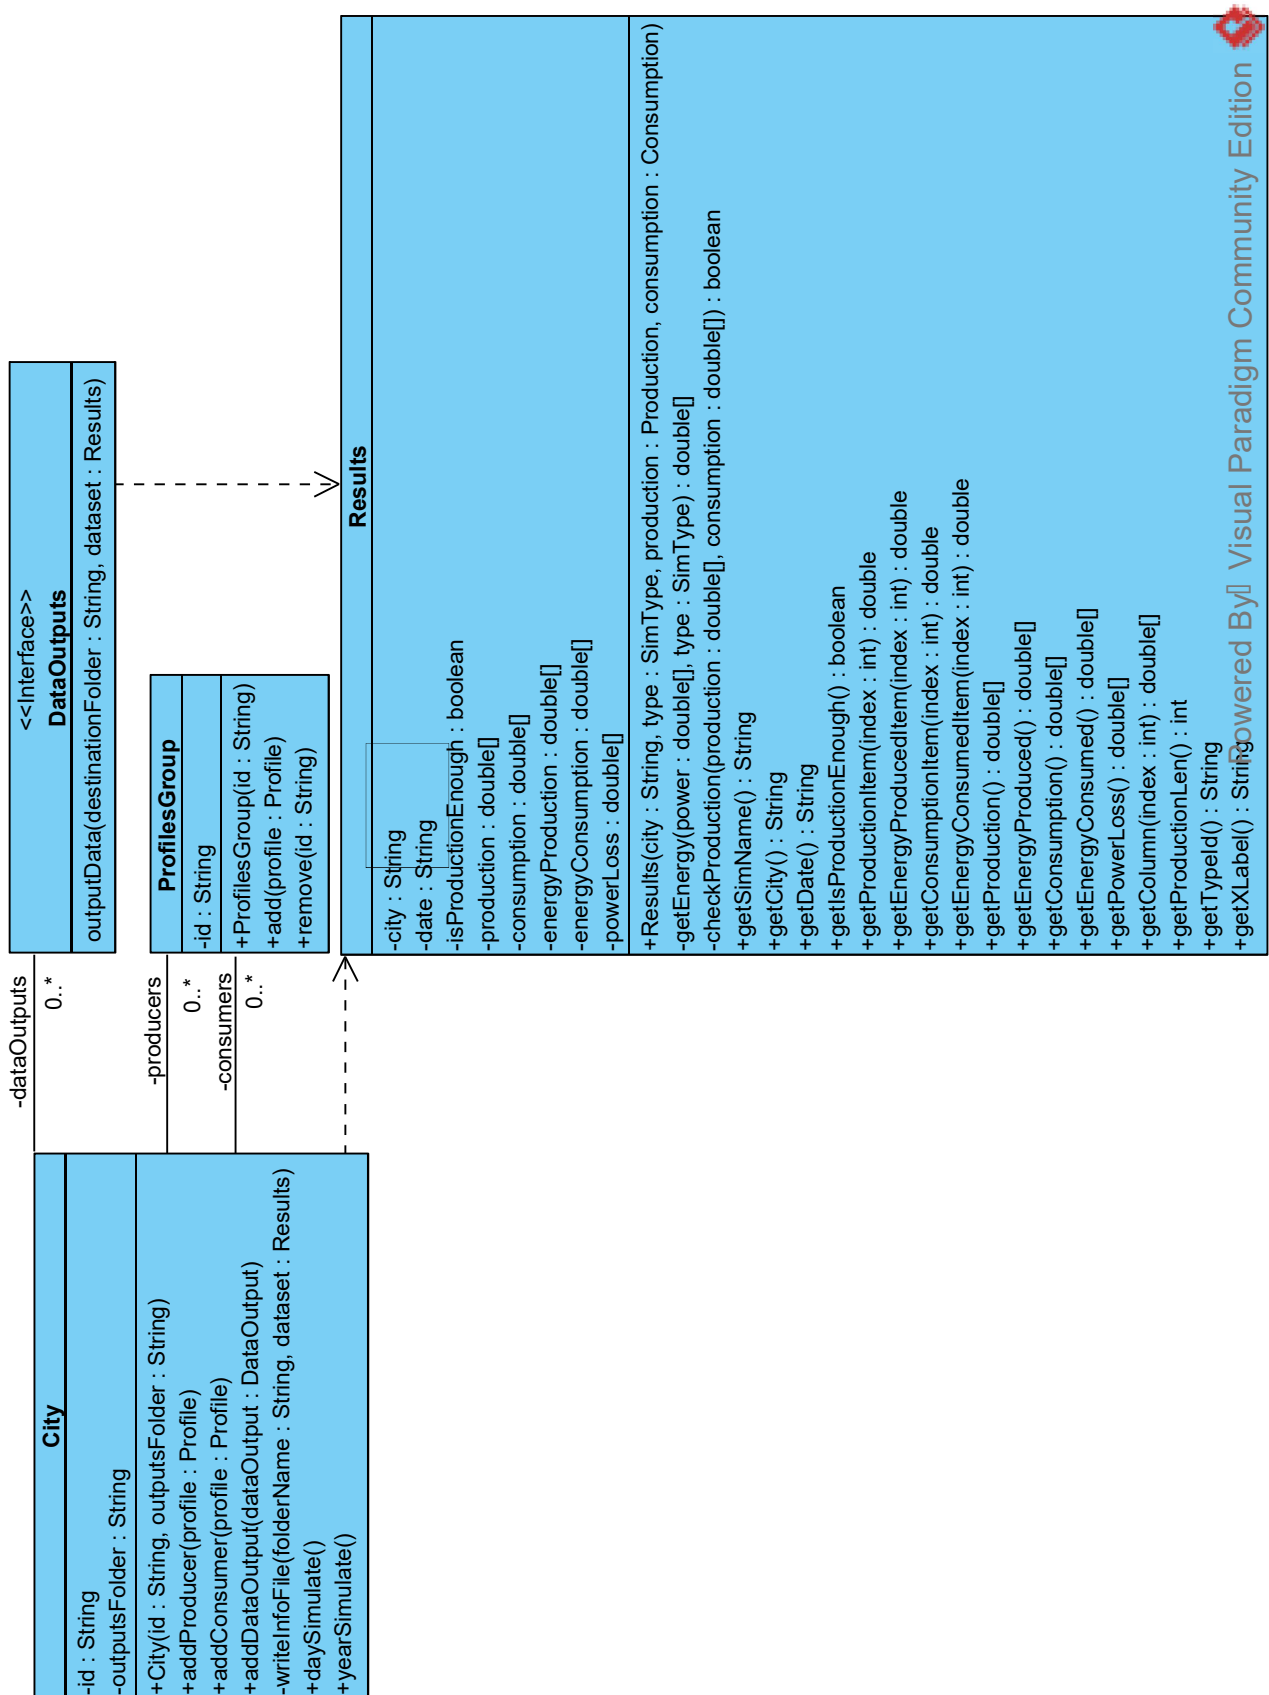 City
-id : String
-outputsFolder : String
+City(id : String, outputsFolder : String)
+addProducer(profile : Profile)
+addConsumer(profile : Profile)
+addDataOutput(dataOutput : DataOutput)
-writeInfoFile(folderName : String, dataset : Results)
+daySimulate()
+yearSimulate()
-dataOutputs
0..*
-producers
0..*
-consumers
0..*
<<Interface>>
DataOutputs
outputData(destinationFolder : String, dataset : Results)
ProfilesGroup
-id : String
+ProfilesGroup(id : String)
+add(profile : Profile)
+remove(id : String)
Results
-city : String
-date : String
-isProductionEnough : boolean
-production : double[]
-consumption : double[]
-energyProduction : double[]
-energyConsumption : double[]
-powerLoss : double[]
+Results(city : String, type : SimType, production : Production, consumption : Consumption)
-getEnergy(power : double[], type : SimType) : double[]
-checkProduction(production : double[], consumption : double[]) : boolean
+getSimName() : String
+getCity() : String
+getDate() : String
+getIsProductionEnough() : boolean
+getProductionItem(index : int) : double
+getEnergyProducedItem(index : int) : double
+getConsumptionItem(index : int) : double
+getEnergyConsumedItem(index : int) : double
+getProduction() : double[]
+getEnergyProduced() : double[]
+getConsumption() : double[]
+getEnergyConsumed() : double[]
+getPowerLoss() : double[]
+getColumn(index : int) : double[]
+getProductionLen() : int
+getTypeId() : String
+getXLabel() : String
Powered By Visual Paradigm Community Edition